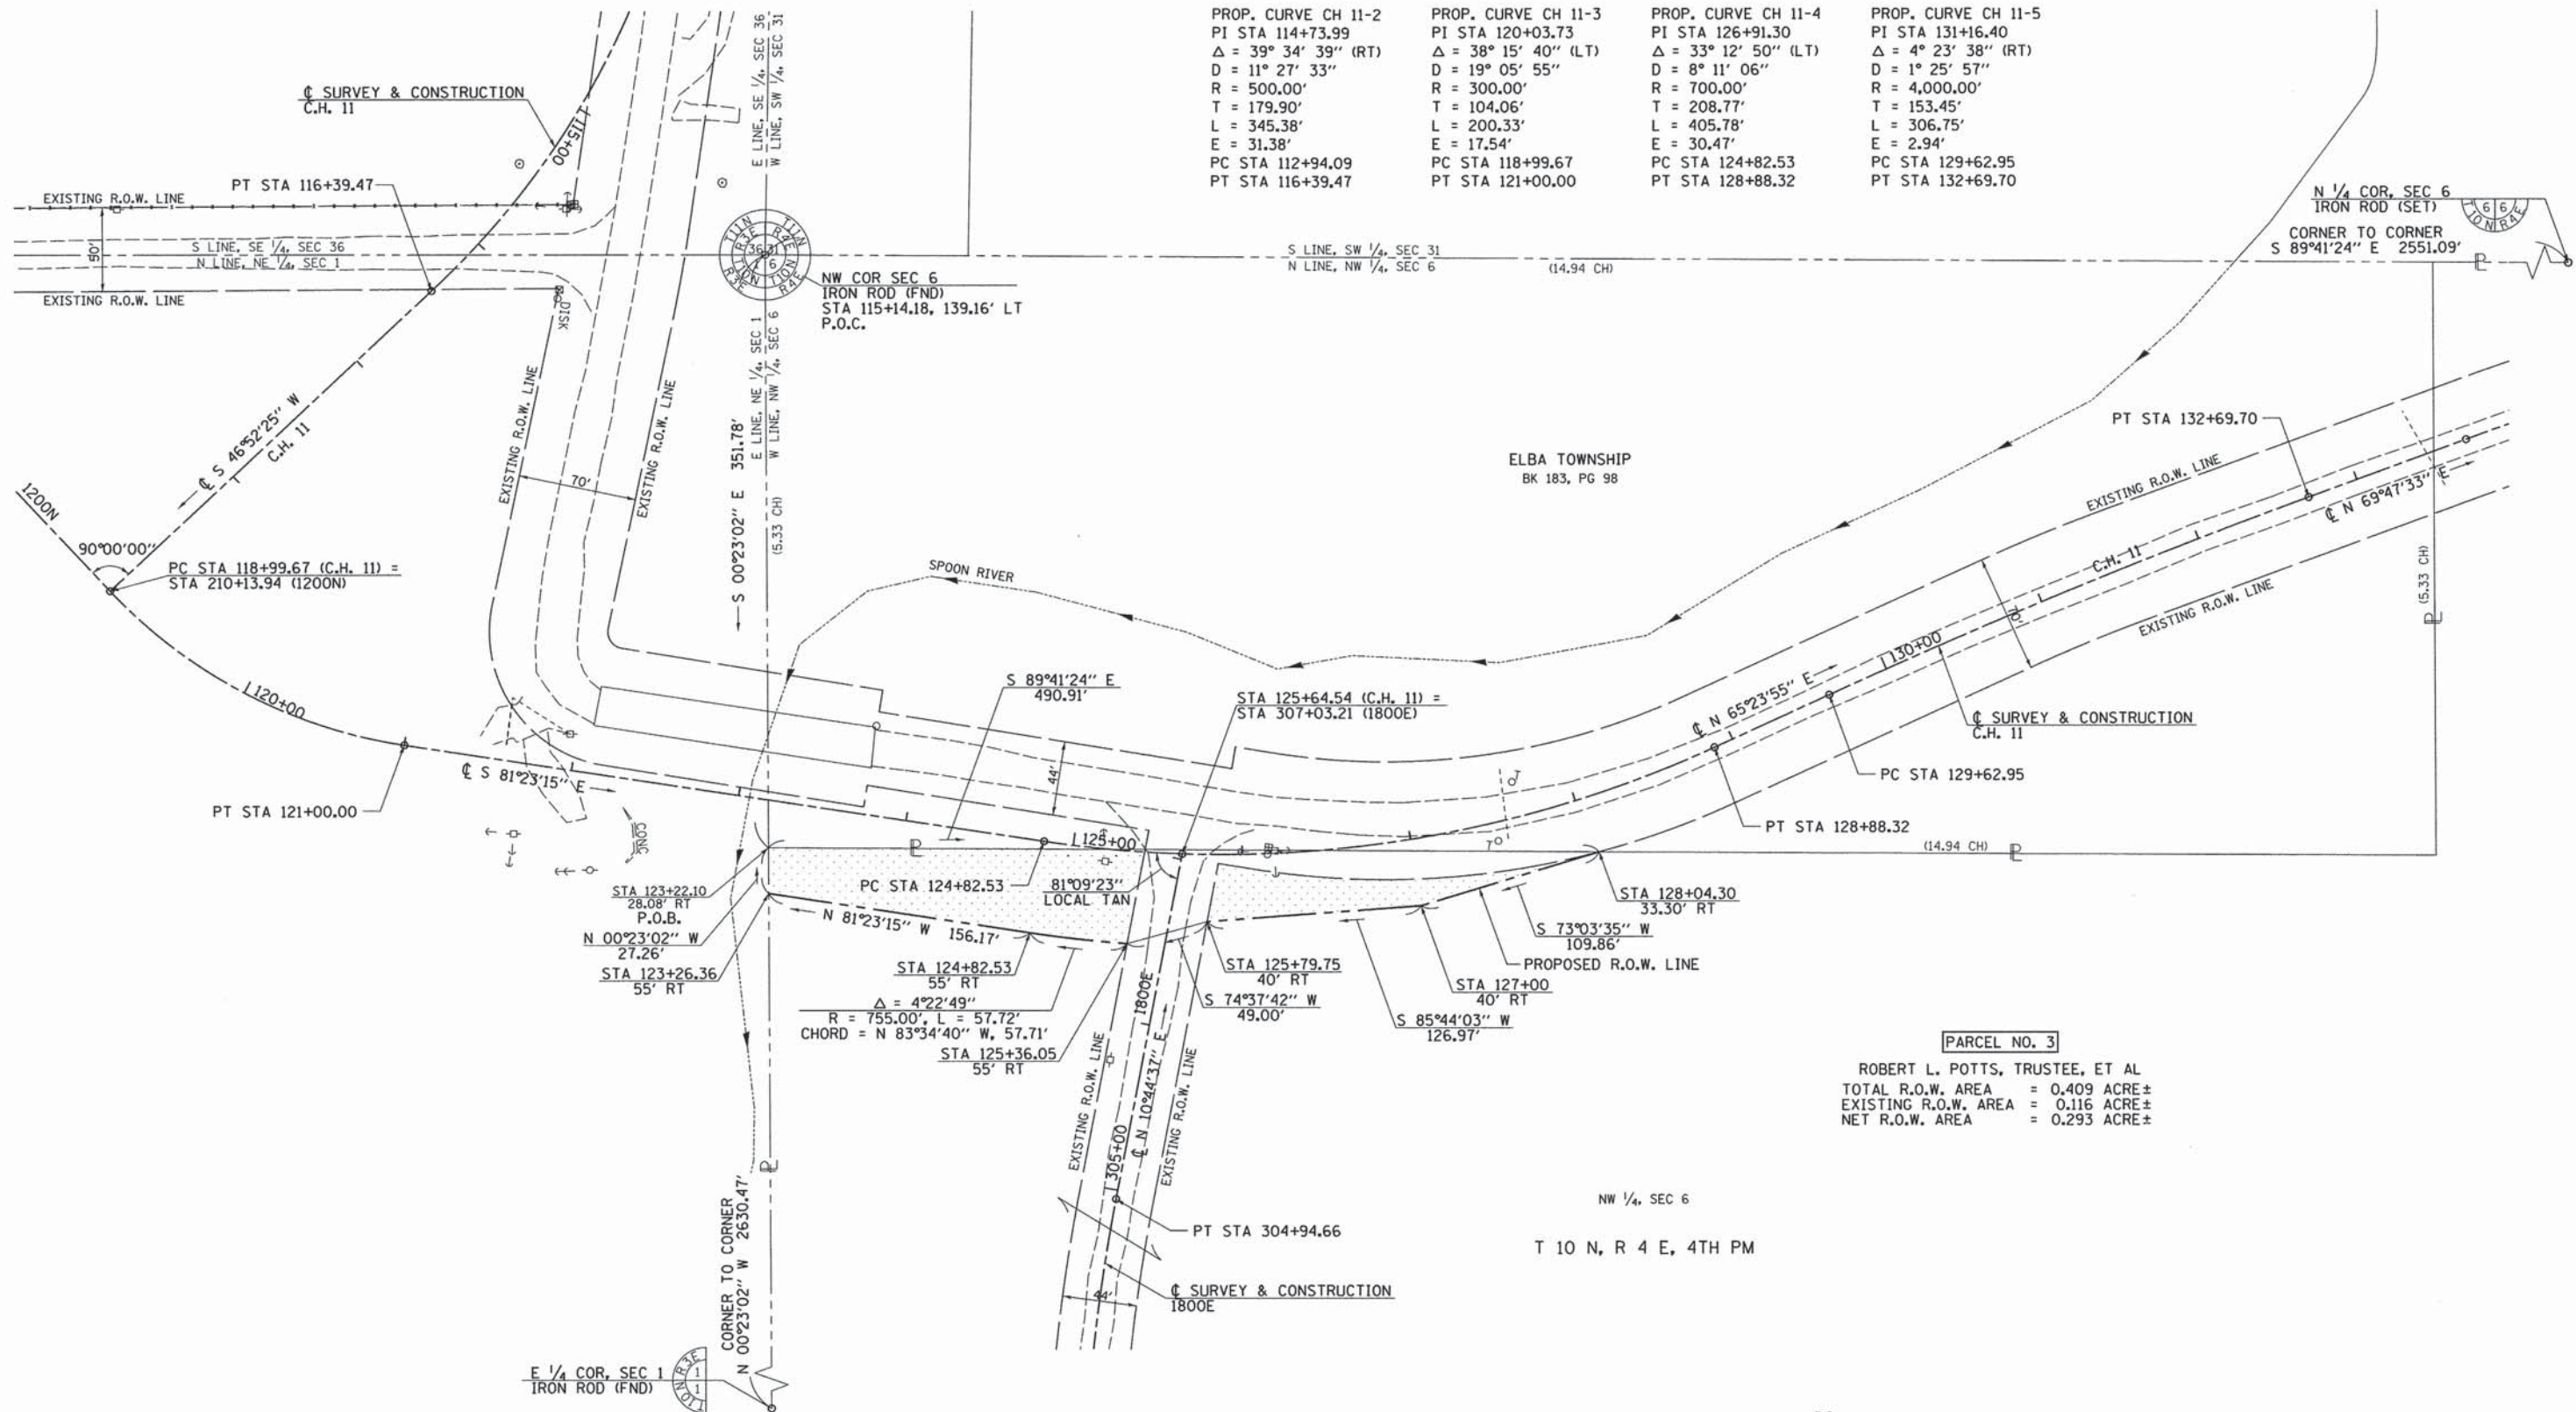 PROP. CURVE CH 11-2
PI STA 114+73.99
Δ = 39° 34' 39" (RT)
D = 11° 27' 33"
R = 500.00'
T = 179.90'
L = 345.38'
E = 31.38'
PC STA 112+94.09
PT STA 116+39.47
PROP. CURVE CH 11-3
PI STA 120+03.73
Δ = 38° 15' 40" (LT)
D = 19° 05' 55"
R = 300.00'
T = 104.06'
L = 200.33'
E = 17.54'
PC STA 118+99.67
PT STA 121+00.00
PROP. CURVE CH 11-4
PI STA 126+91.30
Δ = 33° 12' 50" (LT)
D = 8° 11' 06"
R = 700.00'
T = 208.77'
L = 405.78'
E = 30.47'
PC STA 124+82.53
PT STA 128+88.32
PROP. CURVE CH 11-5
PI STA 131+16.40
Δ = 4° 23' 38" (RT)
D = 1° 25' 57"
R = 4,000.00'
T = 153.45'
L = 306.75'
E = 2.94'
PC STA 129+62.95
PT STA 132+69.70
℄ SURVEY & CONSTRUCTION
C.H. 11
115+00
E LINE, SE 1/4, SEC 36
W LINE, SW 1/4, SEC 31
PT STA 116+39.47
EXISTING R.O.W. LINE
50'
S LINE, SE 1/4, SEC 36
N LINE, NE 1/4, SEC 1
EXISTING R.O.W. LINE
DISK
T11N T11N
R3E R4E
36 31
1 6
T10N T10N
R3E R4E
NW COR SEC 6
IRON ROD (FND)
STA 115+14.18, 139.16' LT
P.O.C.
S LINE, SW 1/4, SEC 31
N LINE, NW 1/4, SEC 6
(14.94 CH)
N 1/4 COR, SEC 6
IRON ROD (SET)
6 6
T10N R4E
CORNER TO CORNER
S 89°41'24" E 2551.09'
℄ S 46°52'25" W
C.H. 11
EXISTING R.O.W. LINE
70'
EXISTING R.O.W. LINE
E LINE, NE 1/4, SEC 1
W LINE, NW 1/4, SEC 6
S 00°23'02" E 351.78'
(5.33 CH)
ELBA TOWNSHIP
BK 183, PG 98
PT STA 132+69.70
EXISTING R.O.W. LINE
℄ N 69°47'33" E
C.H. 11
70'
EXISTING R.O.W. LINE
(5.33 CH)
1200N
90°00'00"
PC STA 118+99.67 (C.H. 11) =
STA 210+13.94 (1200N)
SPOON RIVER
120+00
PT STA 121+00.00
℄ S 81°23'15" E
CONC
S 89°41'24" E
490.91'
44'
STA 125+64.54 (C.H. 11) =
STA 307+03.21 (1800E)
℄ N 65°23'55" E
130+00
℄ SURVEY & CONSTRUCTION
C.H. 11
PC STA 129+62.95
PT STA 128+88.32
(14.94 CH)
125+00
PC STA 124+82.53
81°09'23"
LOCAL TAN
STA 123+22.10
28.08' RT
P.O.B.
N 00°23'02" W
27.26'
STA 123+26.36
55' RT
N 81°23'15" W 156.17'
STA 124+82.53
55' RT
Δ = 4°22'49"
R = 755.00', L = 57.72'
CHORD = N 83°34'40" W, 57.71'
STA 125+36.05
55' RT
STA 125+79.75
40' RT
S 74°37'42" W
49.00'
STA 128+04.30
33.30' RT
S 73°03'35" W
109.86'
PROPOSED R.O.W. LINE
STA 127+00
40' RT
S 85°44'03" W
126.97'
1800E
EXISTING R.O.W. LINE
℄ N 10°44'37" E
305+00
EXISTING R.O.W. LINE
PT STA 304+94.66
℄ SURVEY & CONSTRUCTION
1800E
44'
PARCEL NO. 3
ROBERT L. POTTS, TRUSTEE, ET AL
TOTAL R.O.W. AREA = 0.409 ACRE±
EXISTING R.O.W. AREA = 0.116 ACRE±
NET R.O.W. AREA = 0.293 ACRE±
NW 1/4, SEC 6
T 10 N, R 4 E, 4TH PM
CORNER TO CORNER
N 00°23'02" W 2630.47'
E 1/4 COR, SEC 1
IRON ROD (FND)
T10N R3E
1
1